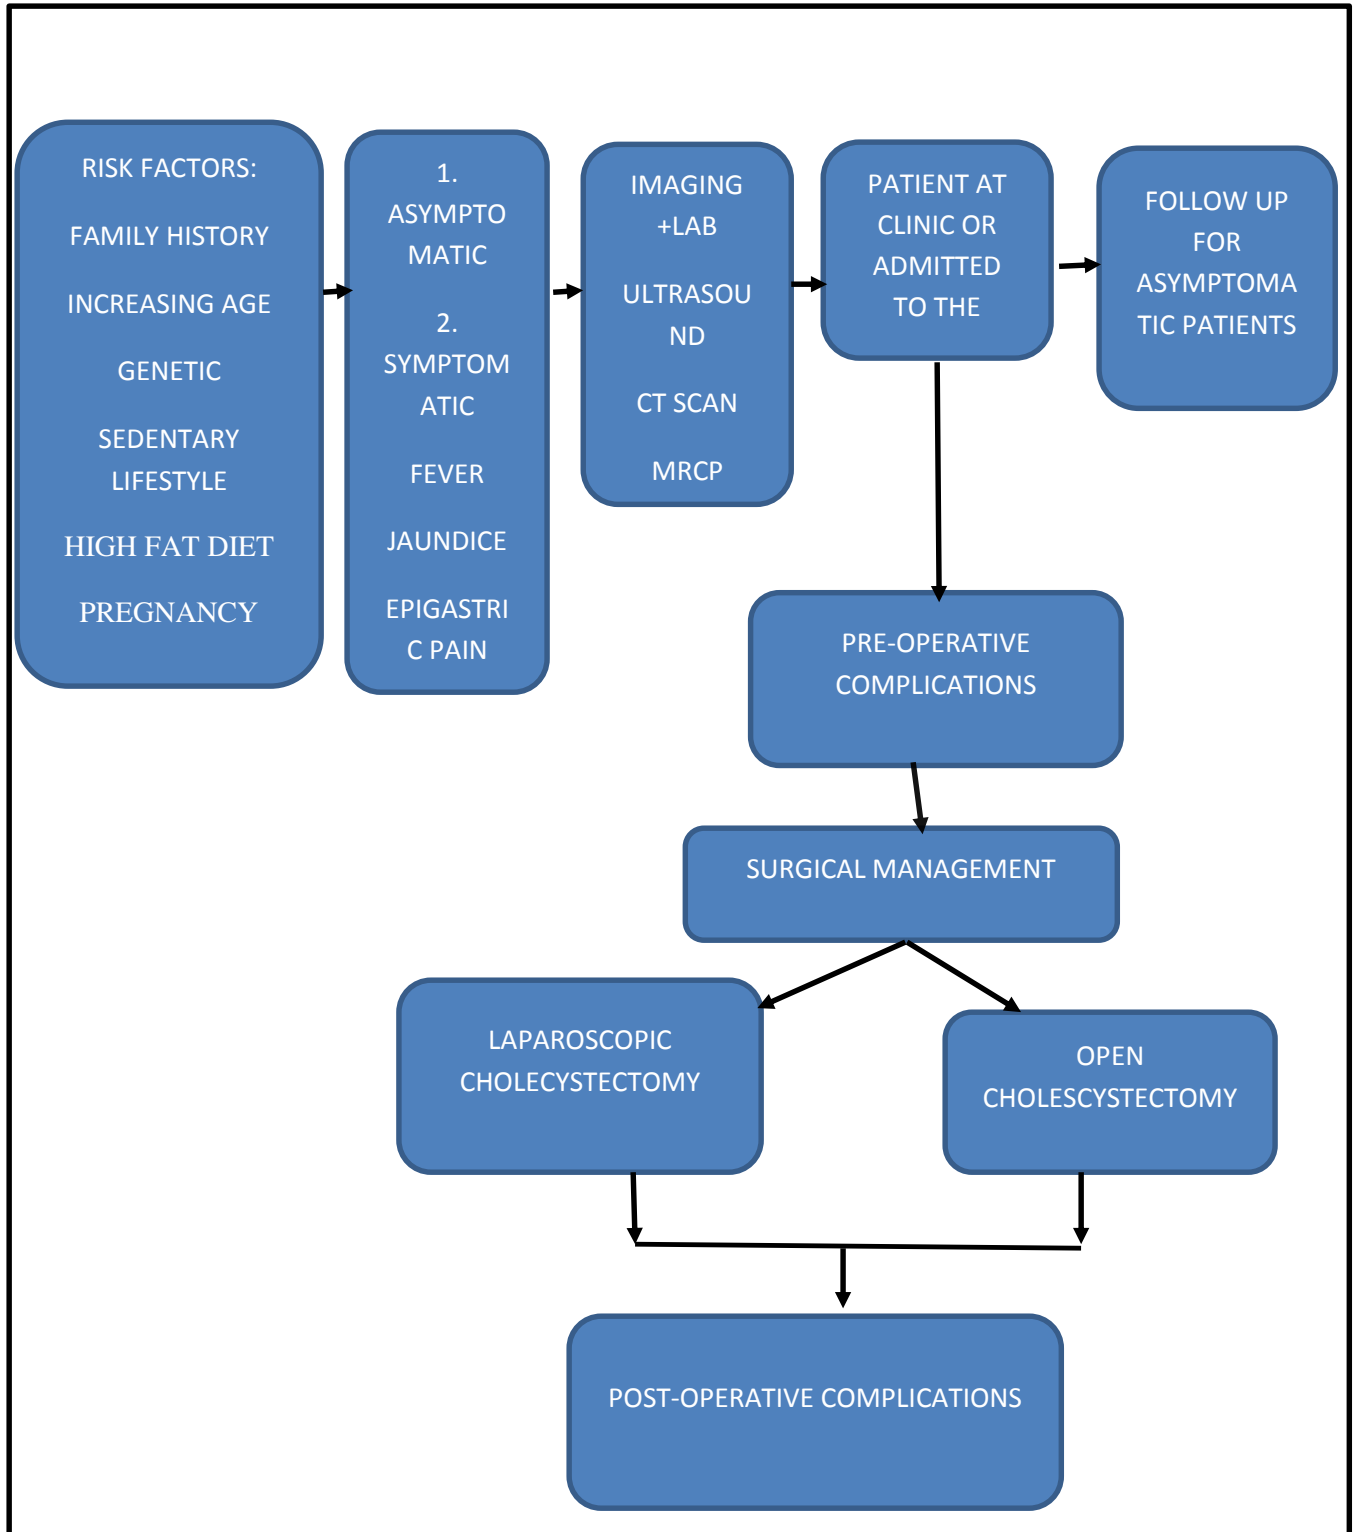 RISK FACTORS:
FAMILY HISTORY
INCREASING AGE
GENETIC
SEDENTARY
LIFESTYLE
HIGH FAT DIET
PREGNANCY
1.
ASYMPTO
MATIC
2.
SYMPTOM
ATIC
FEVER
JAUNDICE
EPIGASTRI
C PAIN
IMAGING
+LAB
ULTRASOU
ND
CT SCAN
MRCP
PATIENT AT
CLINIC OR
ADMITTED
TO THE
FOLLOW UP
FOR
ASYMPTOMA
TIC PATIENTS
PRE-OPERATIVE
COMPLICATIONS
SURGICAL MANAGEMENT
LAPAROSCOPIC
CHOLECYSTECTOMY
OPEN
CHOLESCYSTECTOMY
POST-OPERATIVE COMPLICATIONS